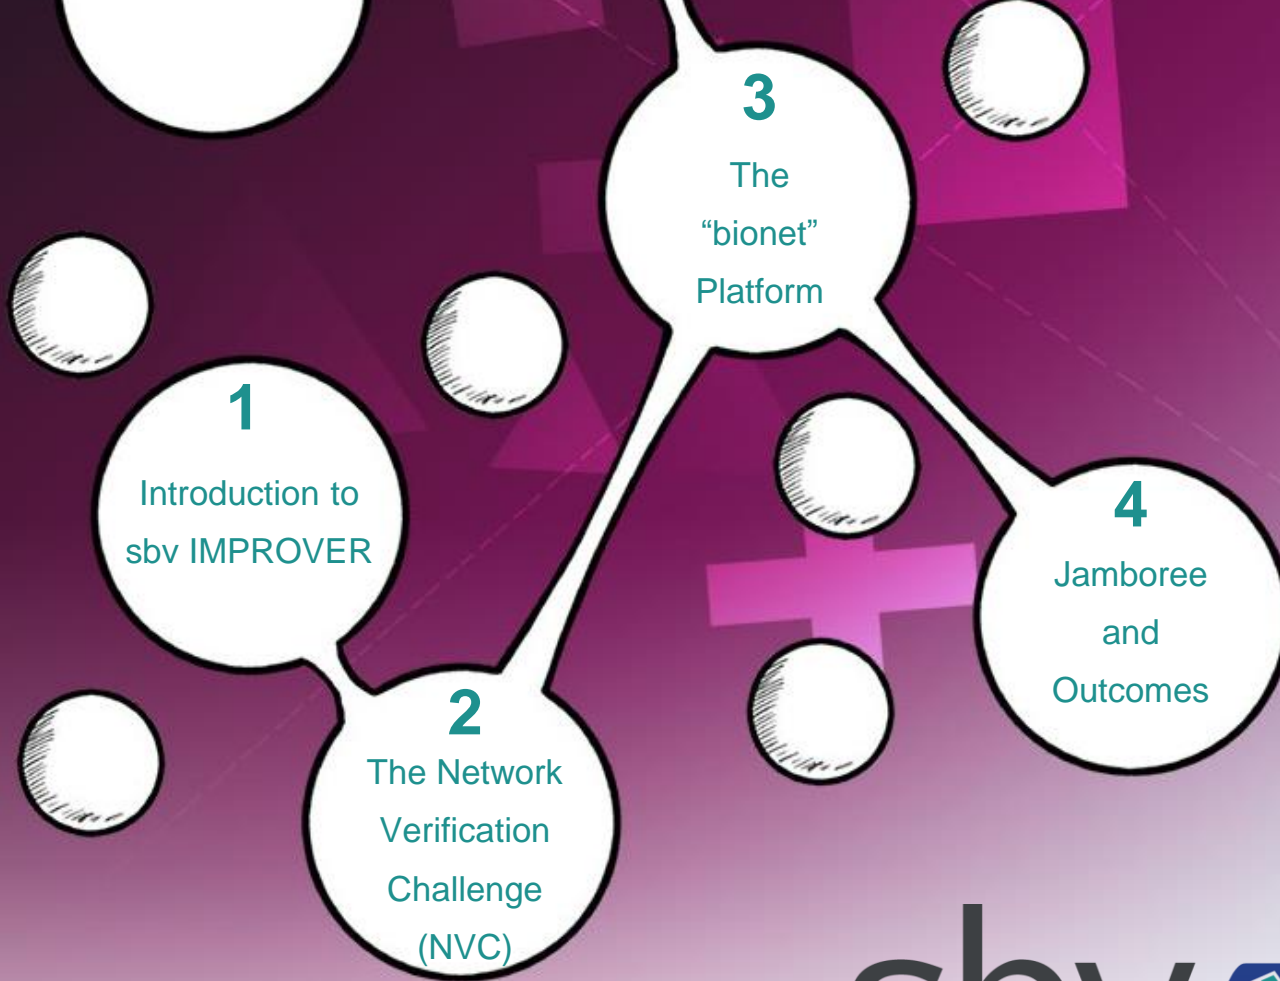 1
Introduction to
sbv IMPROVER
2
The Network
Verification
Challenge
(NVC)
3
The
“bionet”
Platform
4
Jamboree
and
Outcomes
sbv